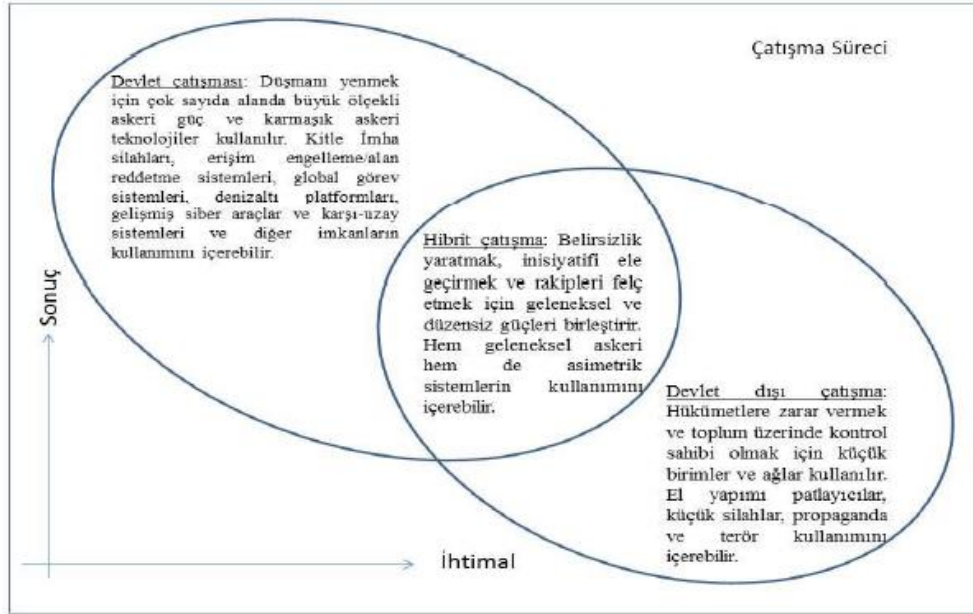 Çatışma Süreci
Devlet çatışması: Düşmanı yenmek
için çok sayıda alanda büyük ölçekli
askeri güç ve karmaşık askeri
teknolojiler kullanılır. Kitle İmha
silahları, erişim engelleme/alan
reddetme sistemleri, global görev
sistemleri, denizaltı platformları,
gelişmiş siber araçlar ve karşı-uzay
sistemleri ve diğer imkanların
kullanımını içerebilir.
Hibrit çatışma: Belirsizlik
yaratmak, inisiyatifi ele
geçirmek ve rakipleri felç
etmek için geleneksel ve
düzensiz güçleri birleştirir.
Hem geleneksel askeri
hem de asimetrik
sistemlerin kullanımını
içerebilir.
Devlet dışı çatışma:
Hükümetlere zarar vermek
ve toplum üzerinde kontrol
sahibi olmak için küçük
birimler ve ağlar kullanılır.
El yapımı patlayıcılar,
küçük silahlar, propaganda
ve terör kullanımını
içerebilir.
Sonuç
İhtimal